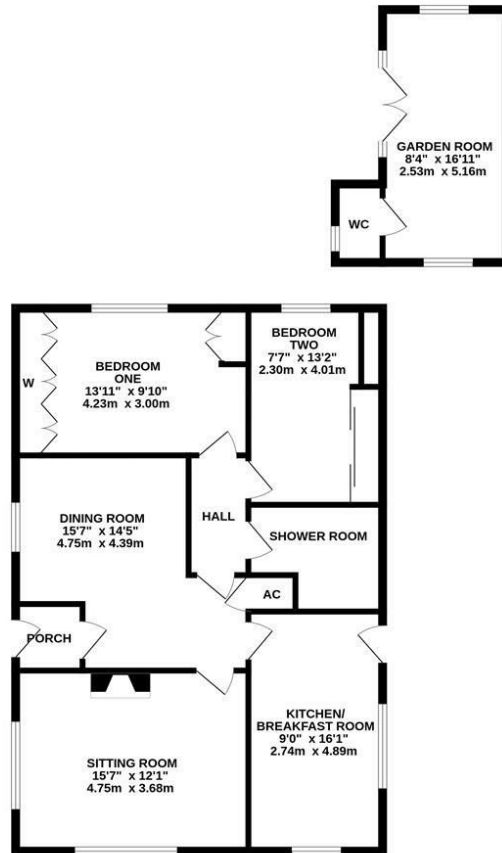 GARDEN ROOM
8'4" x 16'11"
2.53m x 5.16m
WC
BEDROOM
ONE
13'11" x 9'10"
4.23m x 3.00m
W
BEDROOM
TWO
7'7" x 13'2"
2.30m x 4.01m
DINING ROOM
15'7" x 14'5"
4.75m x 4.39m
HALL
SHOWER ROOM
AC
PORCH
KITCHEN/
BREAKFAST ROOM
9'0" x 16'1"
2.74m x 4.89m
SITTING ROOM
15'7" x 12'1"
4.75m x 3.68m